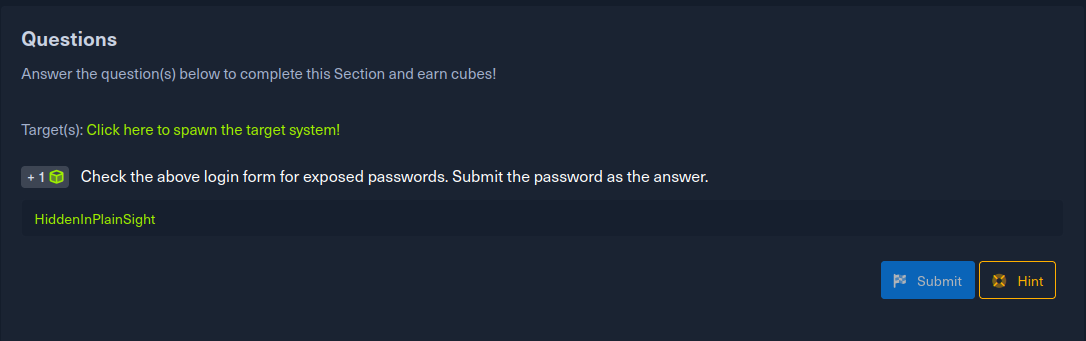 Questions
Answer the question(s) below to complete this Section and earn cubes!
Target(s): Click here to spawn the target system!
+ 1 Check the above login form for exposed passwords. Submit the password as the answer.
HiddenInPlainSight
Submit Hint